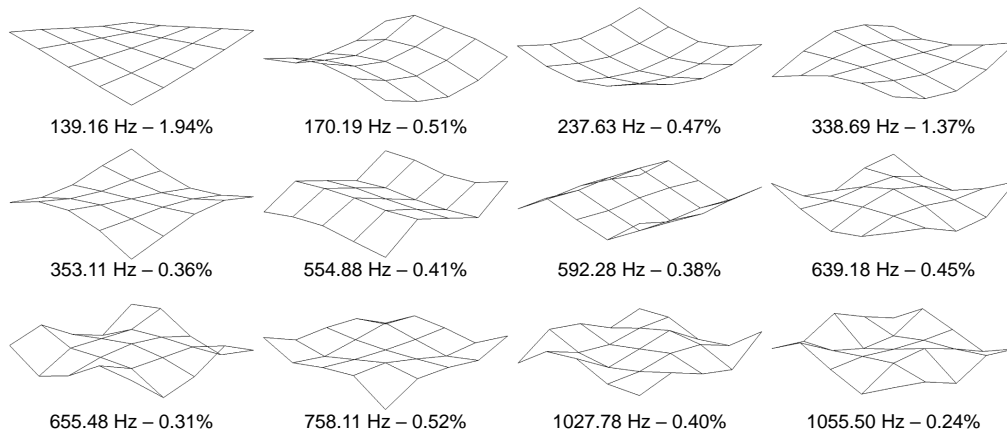 139.16 Hz – 1.94% 170.19 Hz – 0.51% 237.63 Hz – 0.47% 338.69 Hz – 1.37%
353.11 Hz – 0.36% 554.88 Hz – 0.41% 592.28 Hz – 0.38% 639.18 Hz – 0.45%
655.48 Hz – 0.31% 758.11 Hz – 0.52% 1027.78 Hz – 0.40% 1055.50 Hz – 0.24%